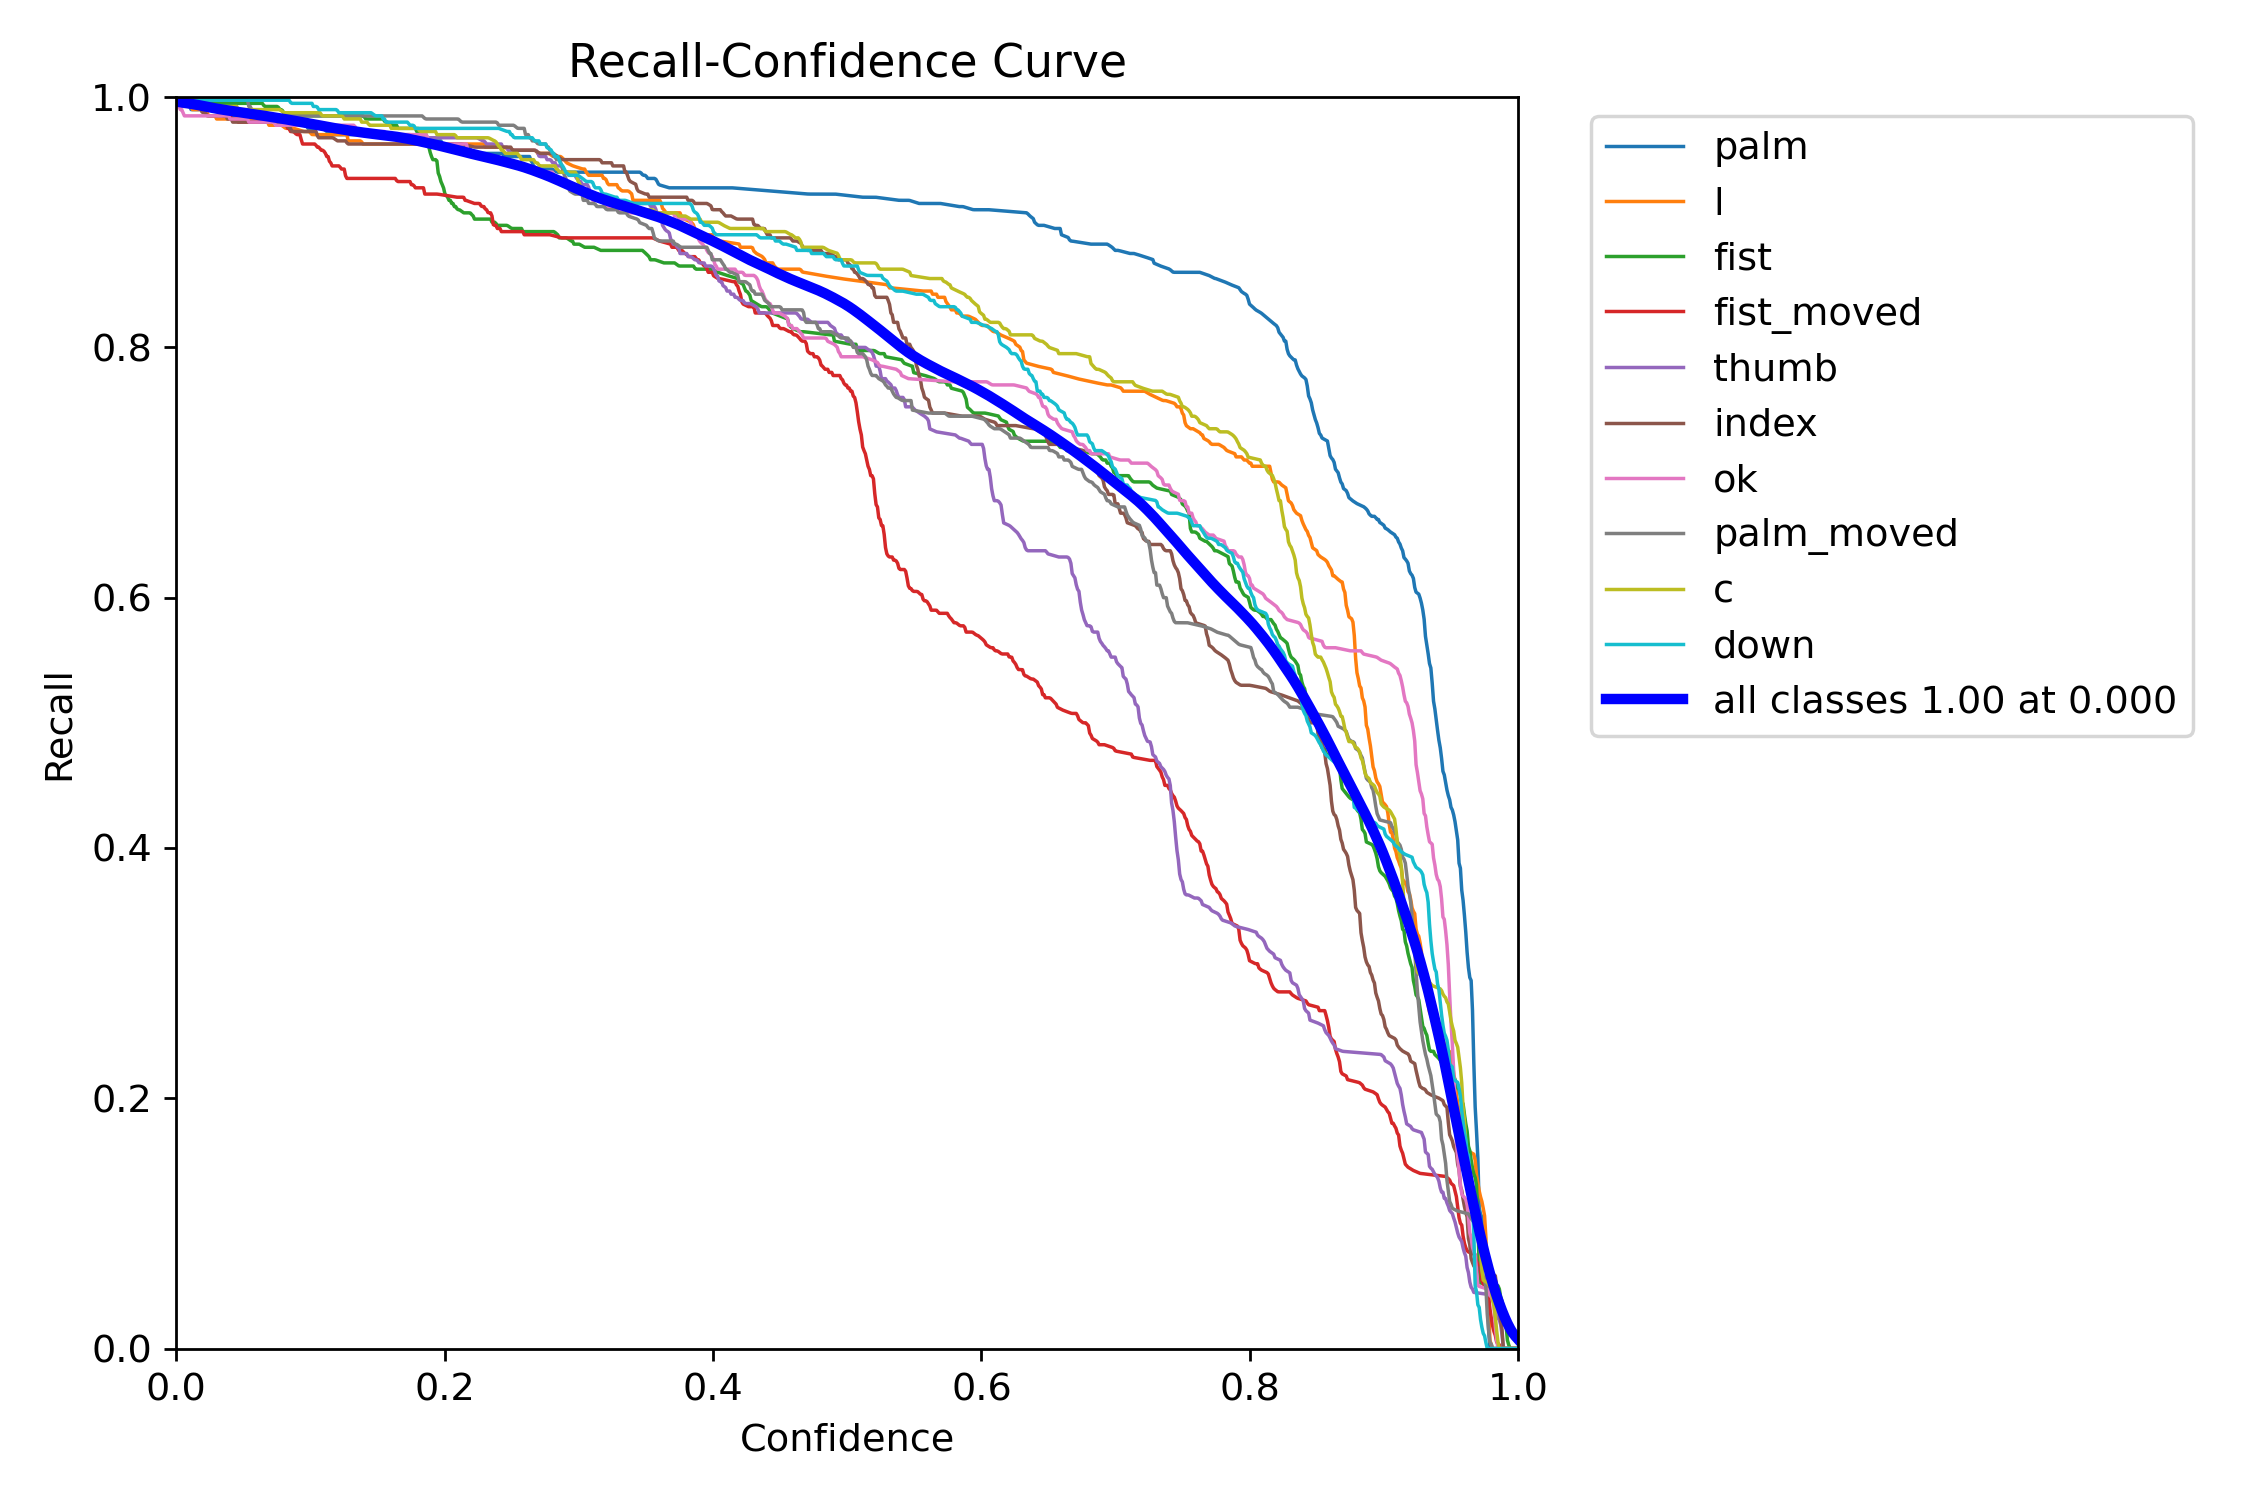 Recall-Confidence Curve
1.0
0.8
0.6
0.4
0.2
0.0
Recall
0.0 0.2 0.4 0.6 0.8 1.0
Confidence
palm
l
fist
fist_moved
thumb
index
ok
palm_moved
c
down
all classes 1.00 at 0.000